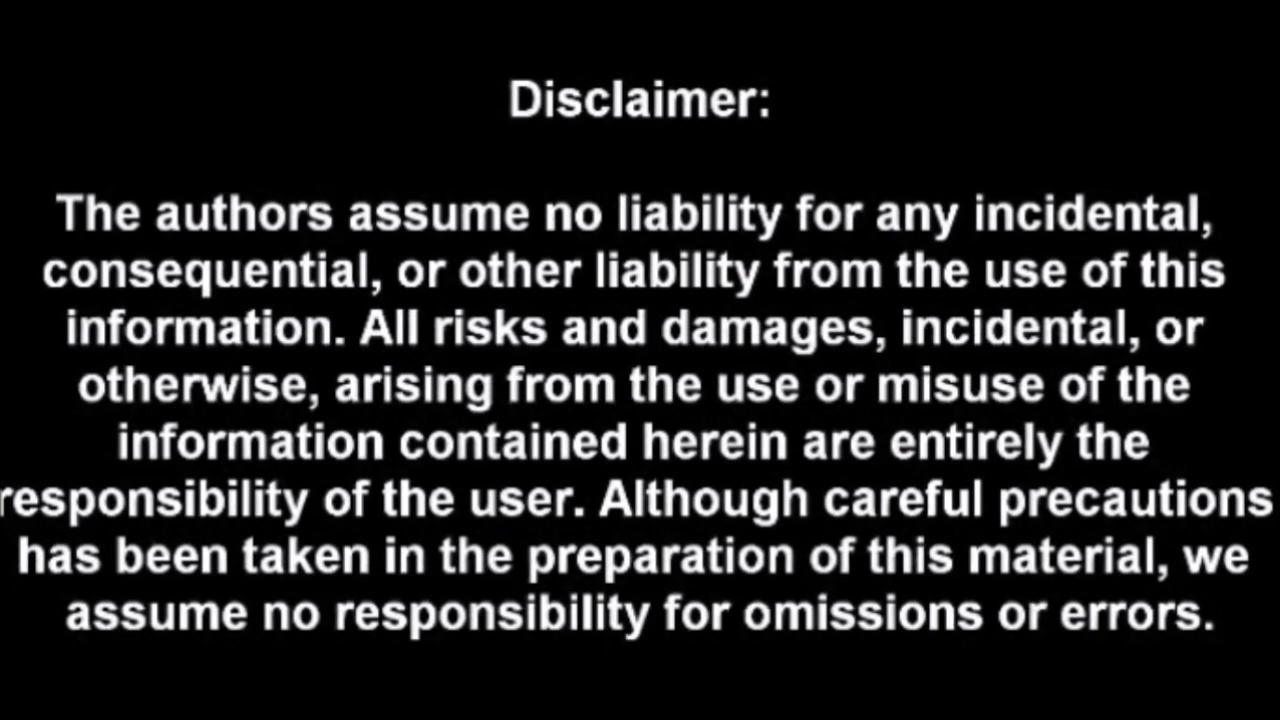 Disclaimer:
The authors assume no liability for any incidental,
consequential, or other liability from the use of this
information. All risks and damages, incidental, or
otherwise, arising from the use or misuse of the
information contained herein are entirely the
responsibility of the user. Although careful precautions
has been taken in the preparation of this material, we
assume no responsibility for omissions or errors.